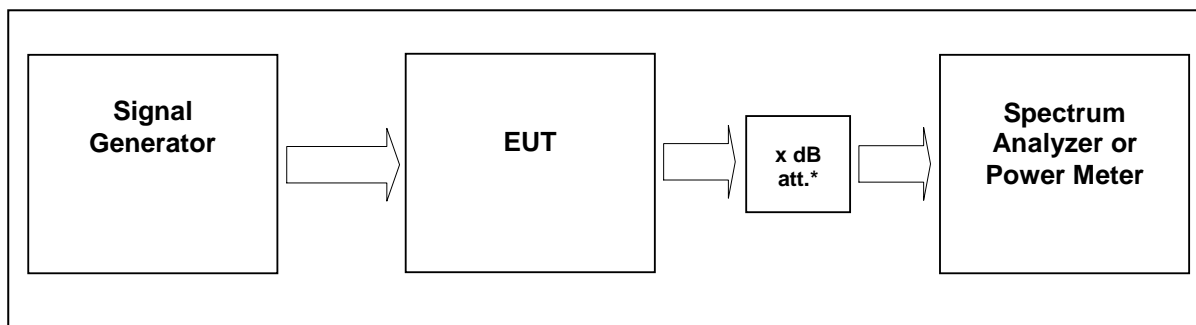 Signal
Generator
EUT
x dB
att.*
Spectrum
Analyzer or
Power Meter